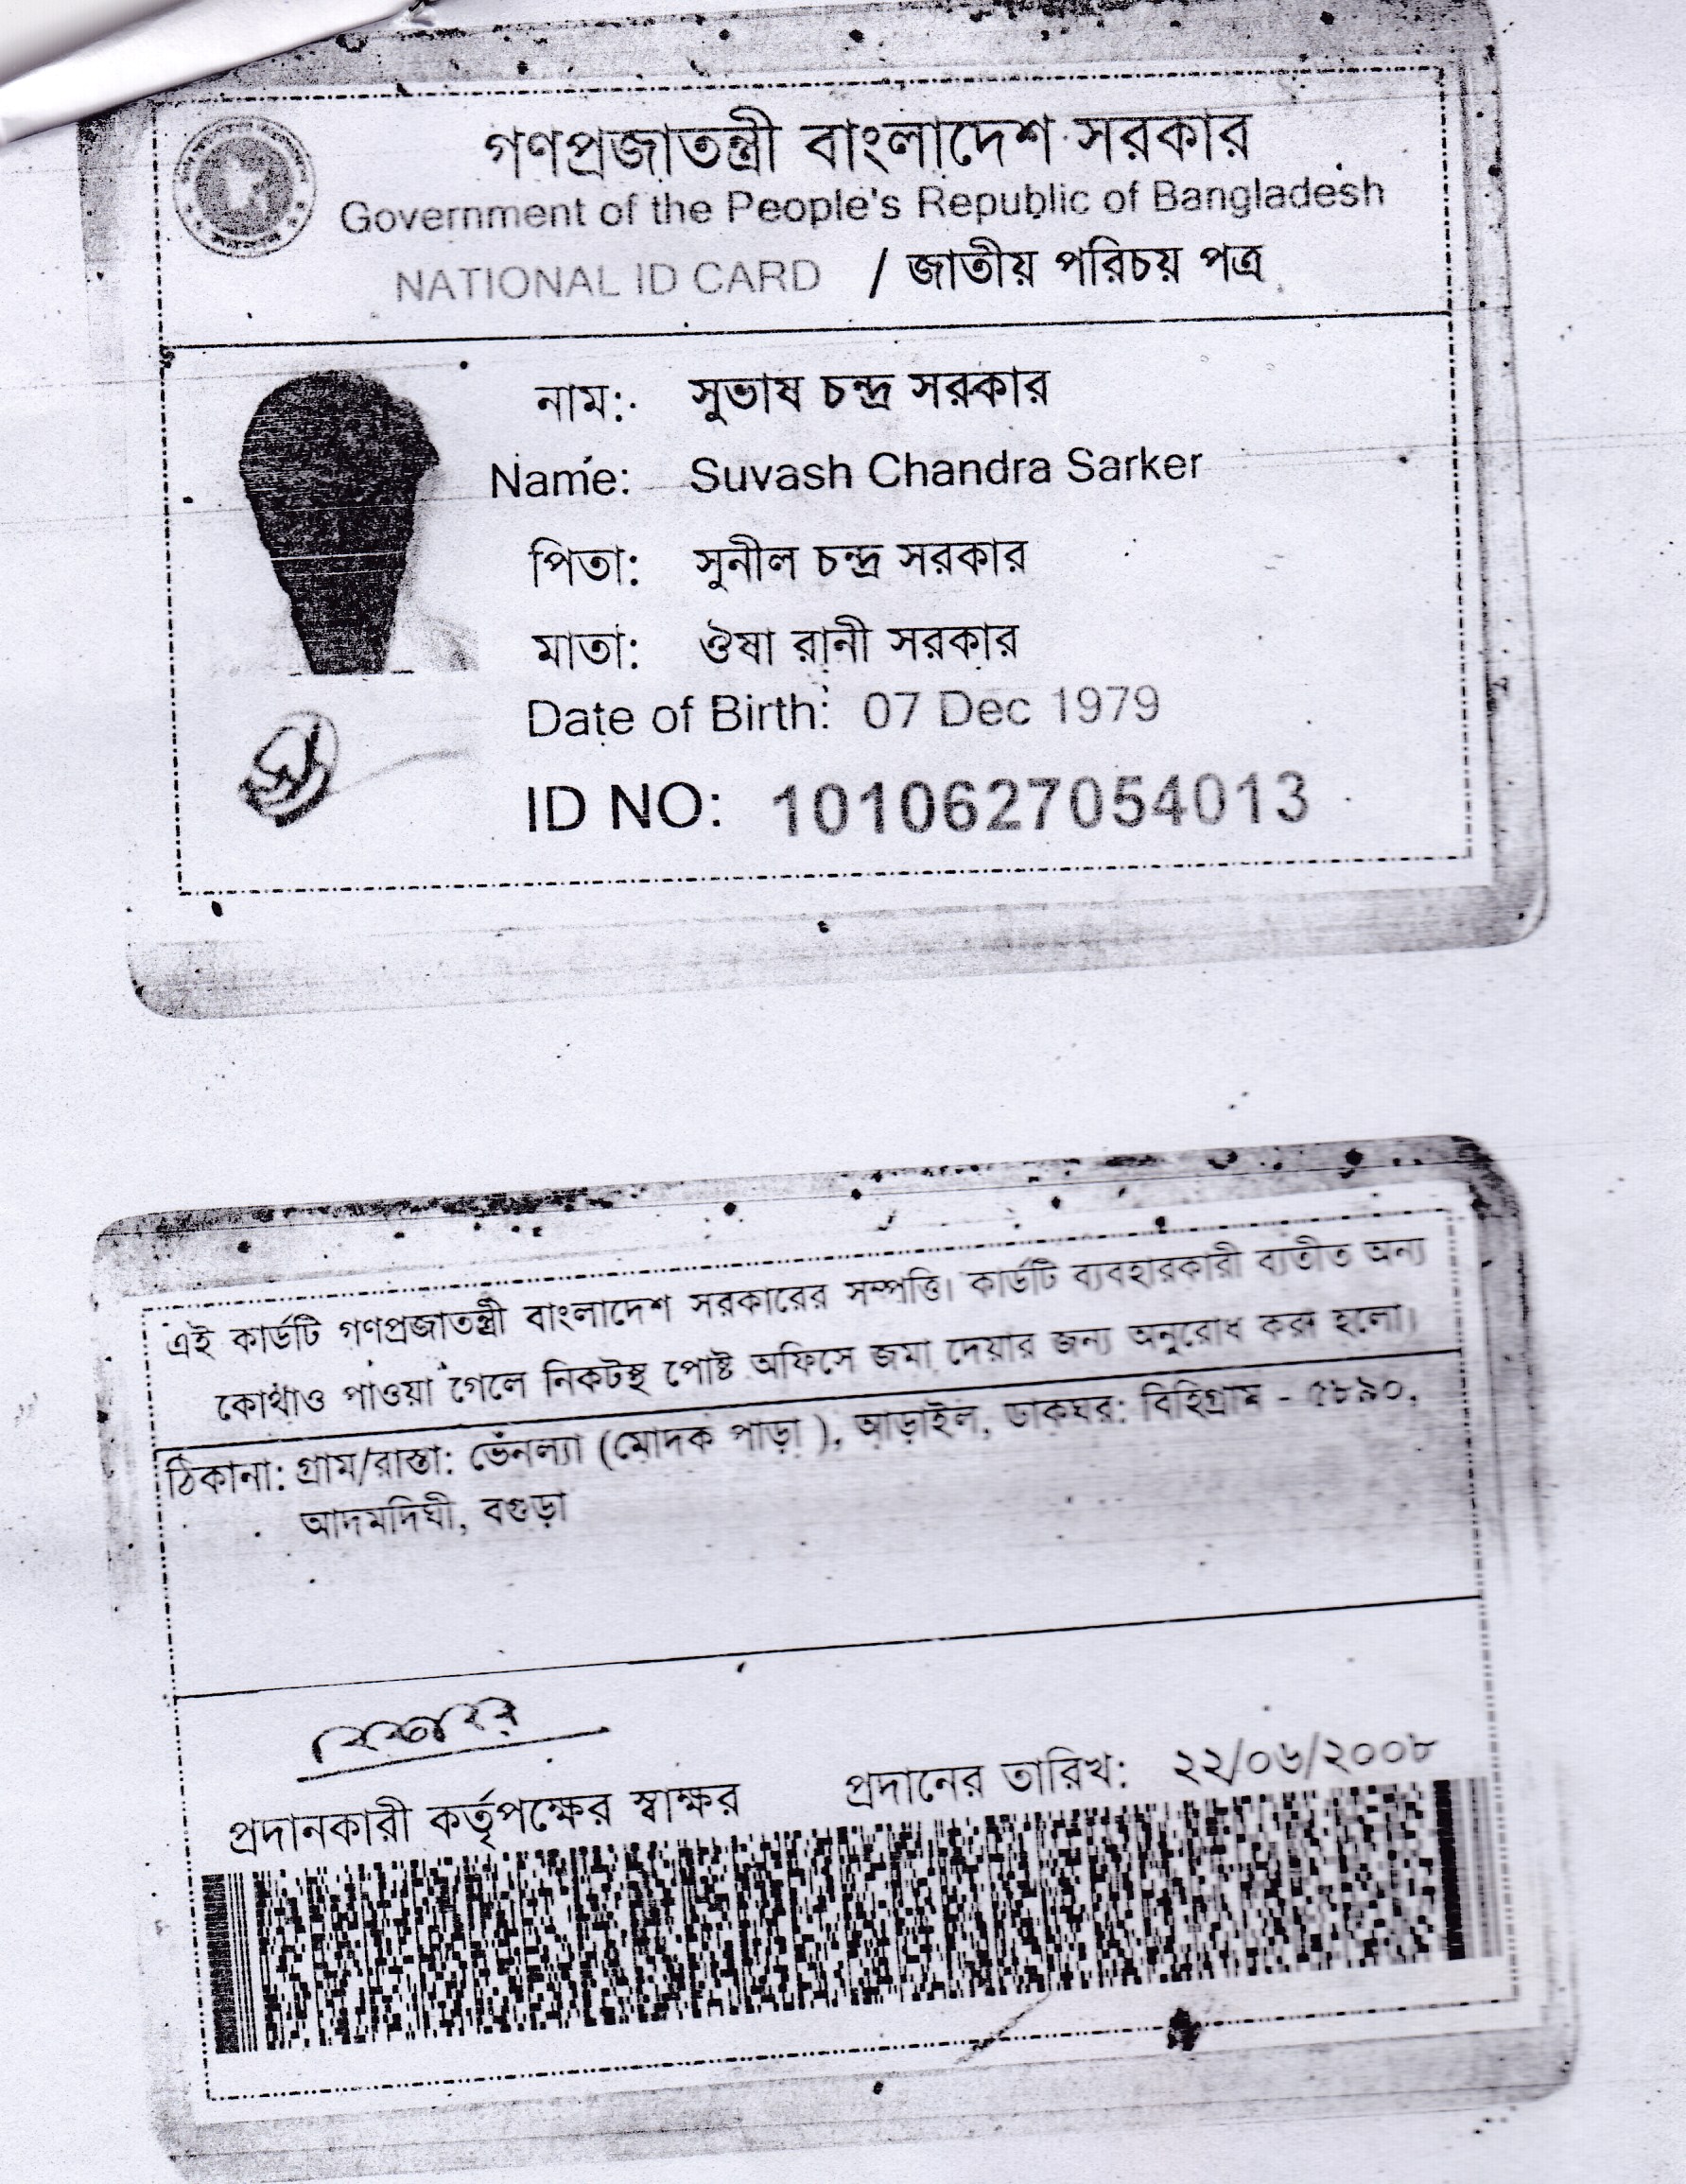 গণপ্রজাতন্ত্রী বাংলাদেশ সরকার
Government of the People's Republic of Bangladesh
NATIONAL ID CARD / জাতীয় পরিচয় পত্র
নাম: সুভাষ চন্দ্র সরকার
Name: Suvash Chandra Sarker
পিতা: সুনীল চন্দ্র সরকার
মাতা: ঔষা রানী সরকার
Date of Birth: 07 Dec 1979
ID NO: 1010627054013
এই কার্ডটি গণপ্রজাতন্ত্রী বাংলাদেশ সরকারের সম্পত্তি। কার্ডটি ব্যবহারকারী ব্যতীত অন্য
কোথাও পাওয়া গেলে নিকটস্থ পোষ্ট অফিসে জমা দেয়ার জন্য অনুরোধ করা হলো।
ঠিকানা: গ্রাম/রাস্তা: ভেঁনল্যা (মোদক পাড়া ), আড়াইল, ডাকঘর: বিহিগ্রাম - ৫৮৯০,
আদমদিঘী, বগুড়া
প্রদানকারী কর্তৃপক্ষের স্বাক্ষর প্রদানের তারিখ: ২২/০৬/২০০৮